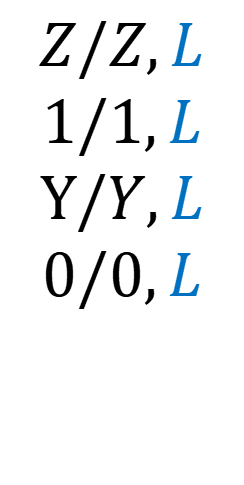 Z/Z, L
1/1, L
Y/Y, L
0/0, L